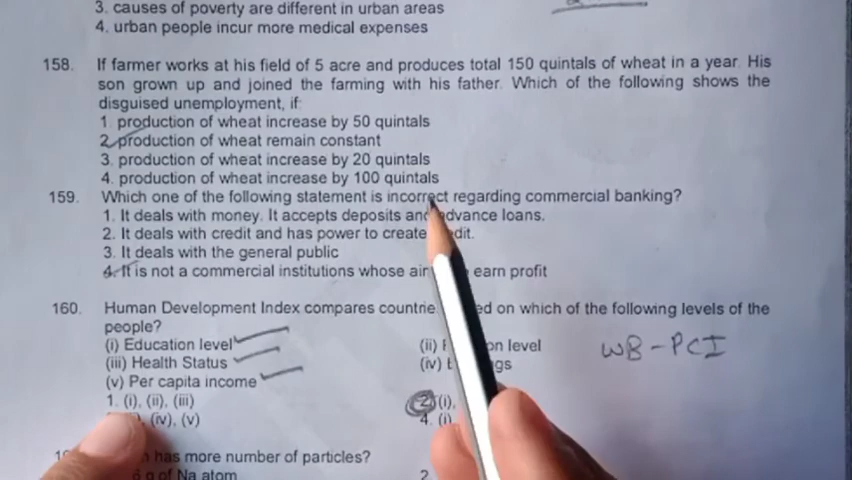 3. causes of poverty are different in urban areas
4. urban people incur more medical expenses
158. If farmer works at his field of 5 acre and produces total 150 quintals of wheat in a year. His
son grown up and joined the farming with his father. Which of the following shows the
disguised unemployment, if:
1. production of wheat increase by 50 quintals
2. production of wheat remain constant
3. production of wheat increase by 20 quintals
4. production of wheat increase by 100 quintals
159. Which one of the following statement is incorrect regarding commercial banking?
1. It deals with money. It accepts deposits and advance loans.
2. It deals with credit and has power to create
3. It deals with the general public
4. It is not a commercial institutions whose earn profit
160. Human Development Index compares on which of the following levels of the
people?
(i) Education level (ii) level
(iii) Health Status (iv)
WB - PCI
(v) Per capita income
1. (i), (ii), (iii) 2. (i),
(iv), (v) 4. (i)
has more number of particles?
g of Na atom 2